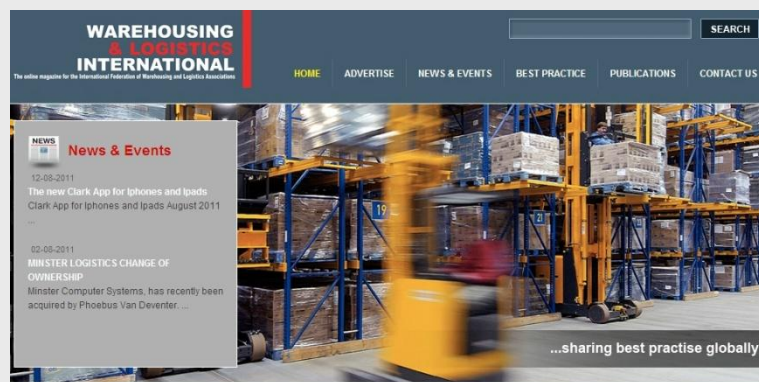 WAREHOUSING
& LOGISTICS
INTERNATIONAL
The online magazine for the International Federation of Warehousing and Logistics Associations
SEARCH
HOME
ADVERTISE
NEWS & EVENTS
BEST PRACTICE
PUBLICATIONS
CONTACT US
NEWS
News & Events
12-08-2011
The new Clark App for Iphones and Ipads
Clark App for Iphones and Ipads August 2011
...
02-08-2011
MINSTER LOGISTICS CHANGE OF
OWNERSHIP
Minster Computer Systems, has recently been
acquired by Phoebus Van Deventer. ...
19
21
...sharing best practise globally